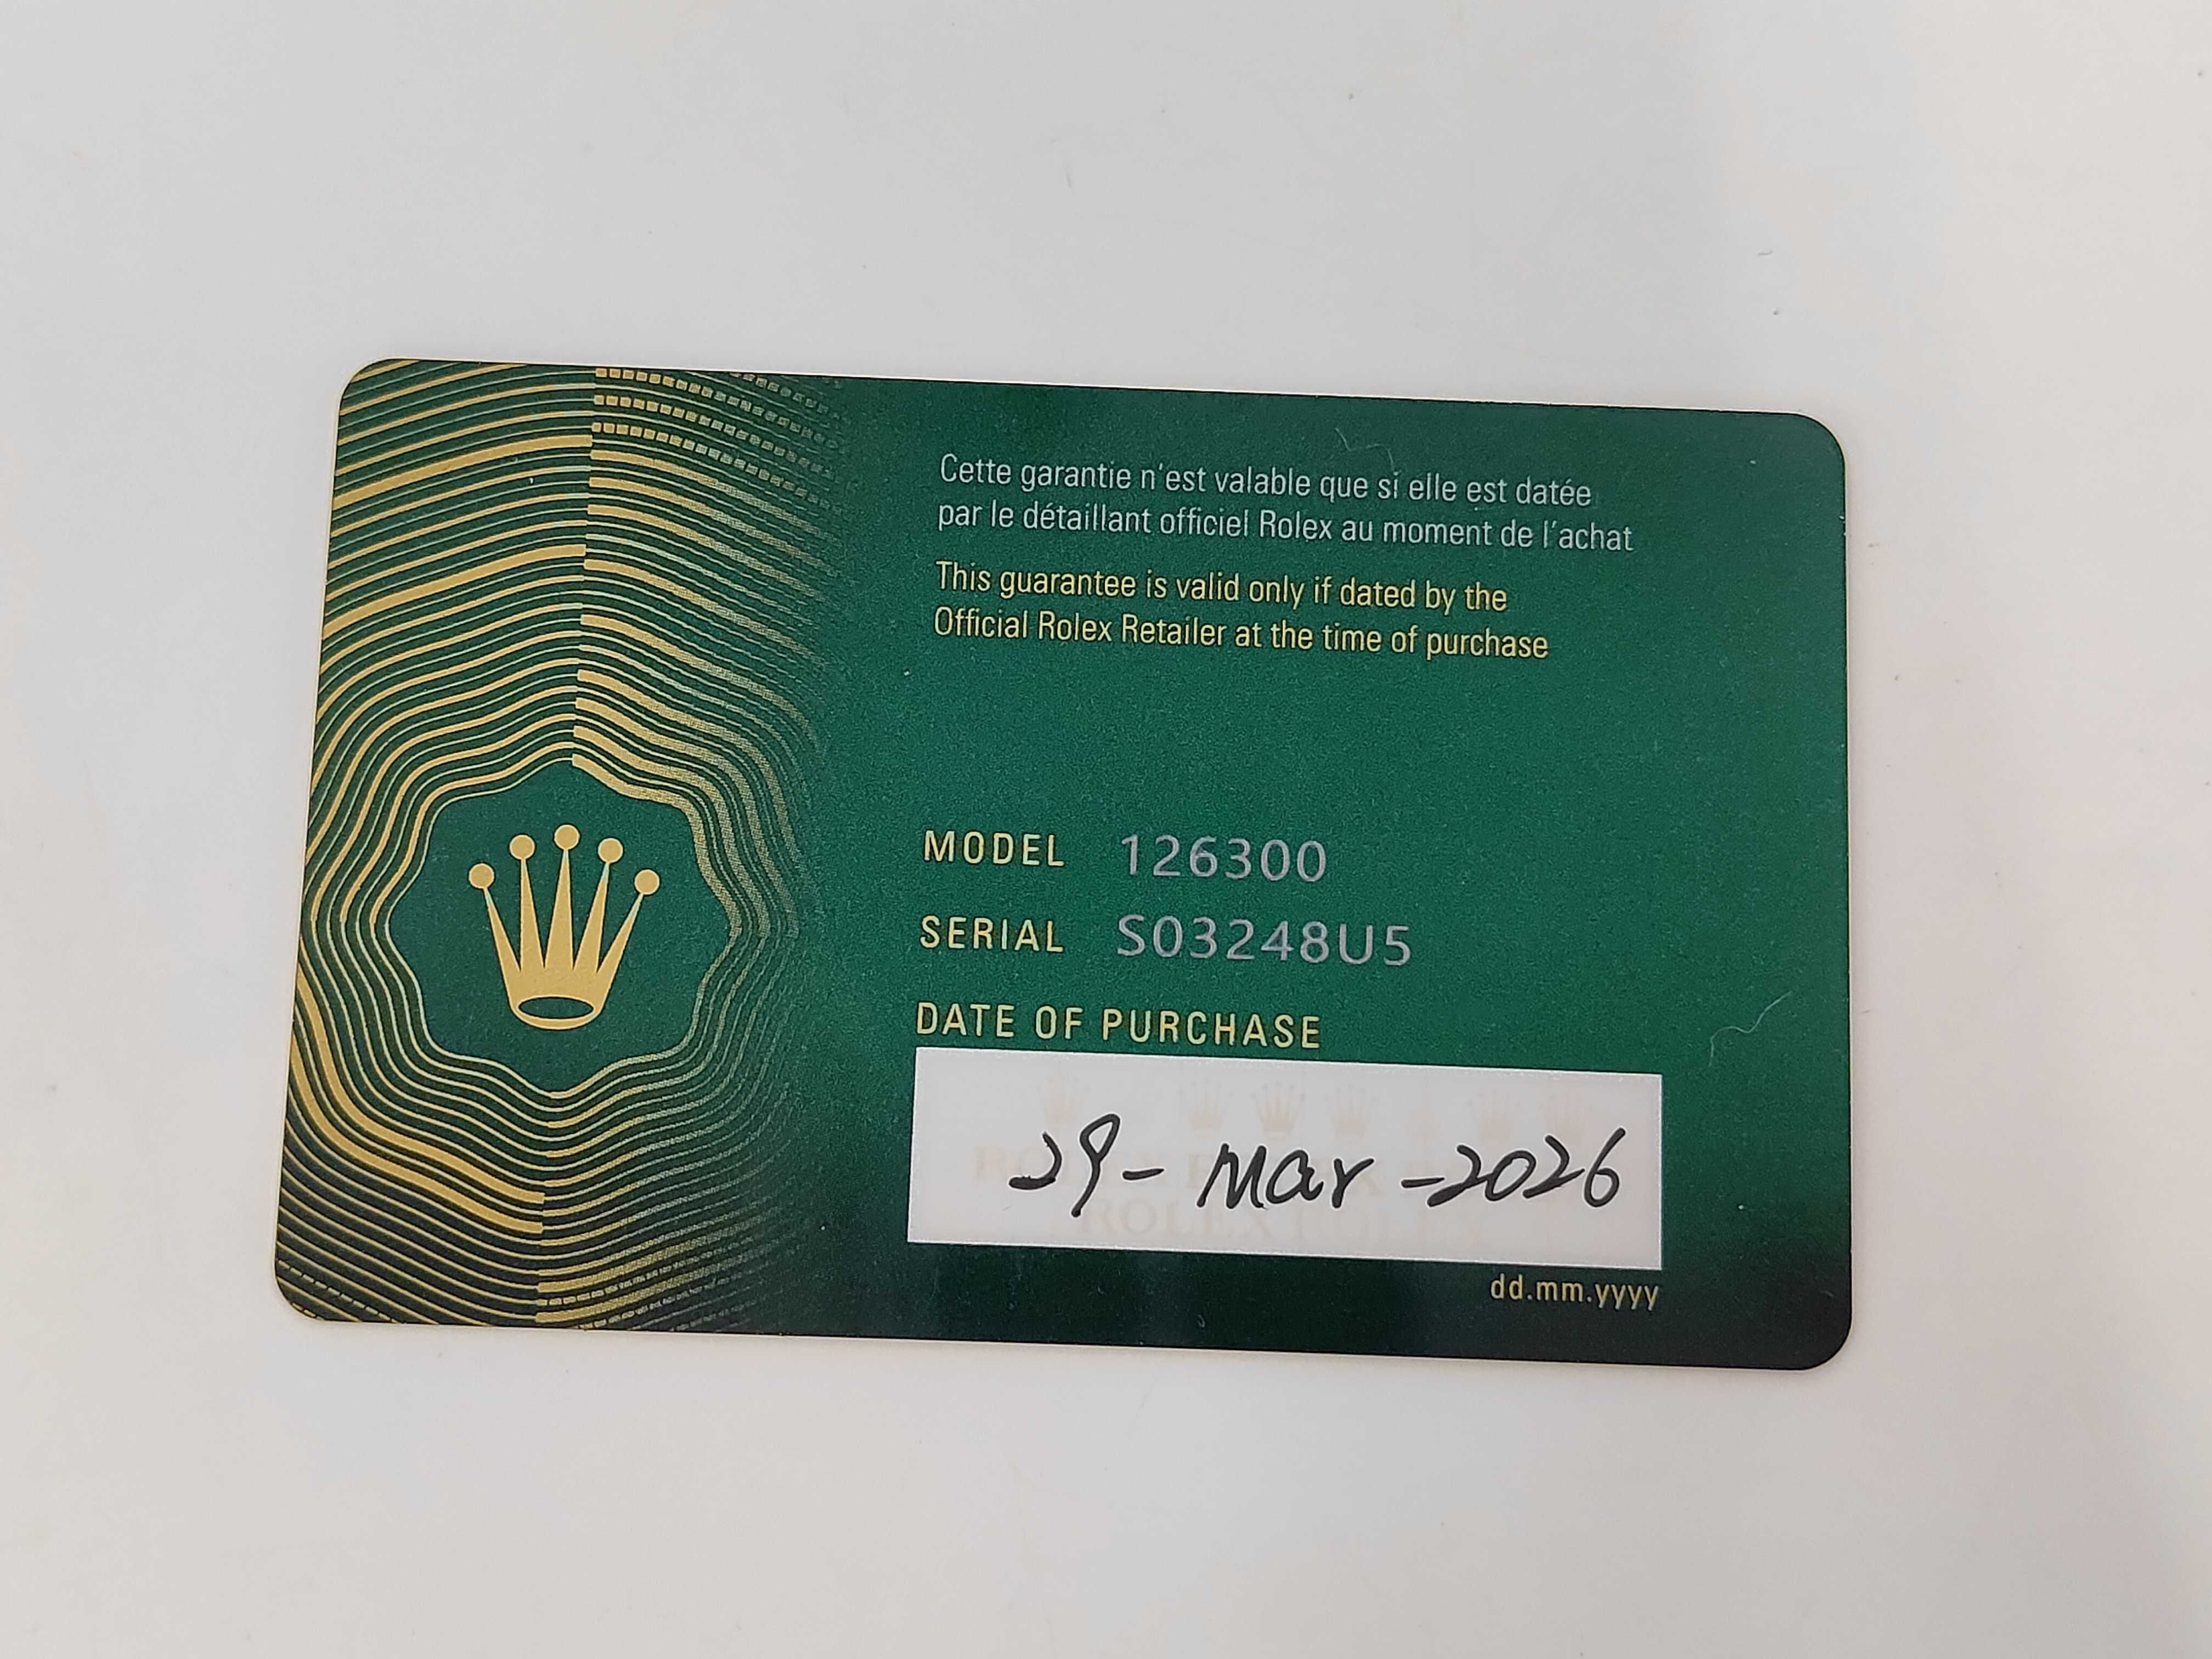 Cette garantie n'est valable que si elle est datée
par le détaillant officiel Rolex au moment de l'achat
This guarantee is valid only if dated by the
Official Rolex Retailer at the time of purchase
MODEL 126300
SERIAL S03248U5
DATE OF PURCHASE
29-Mar-2026
ROLEX
dd.mm.yyyy